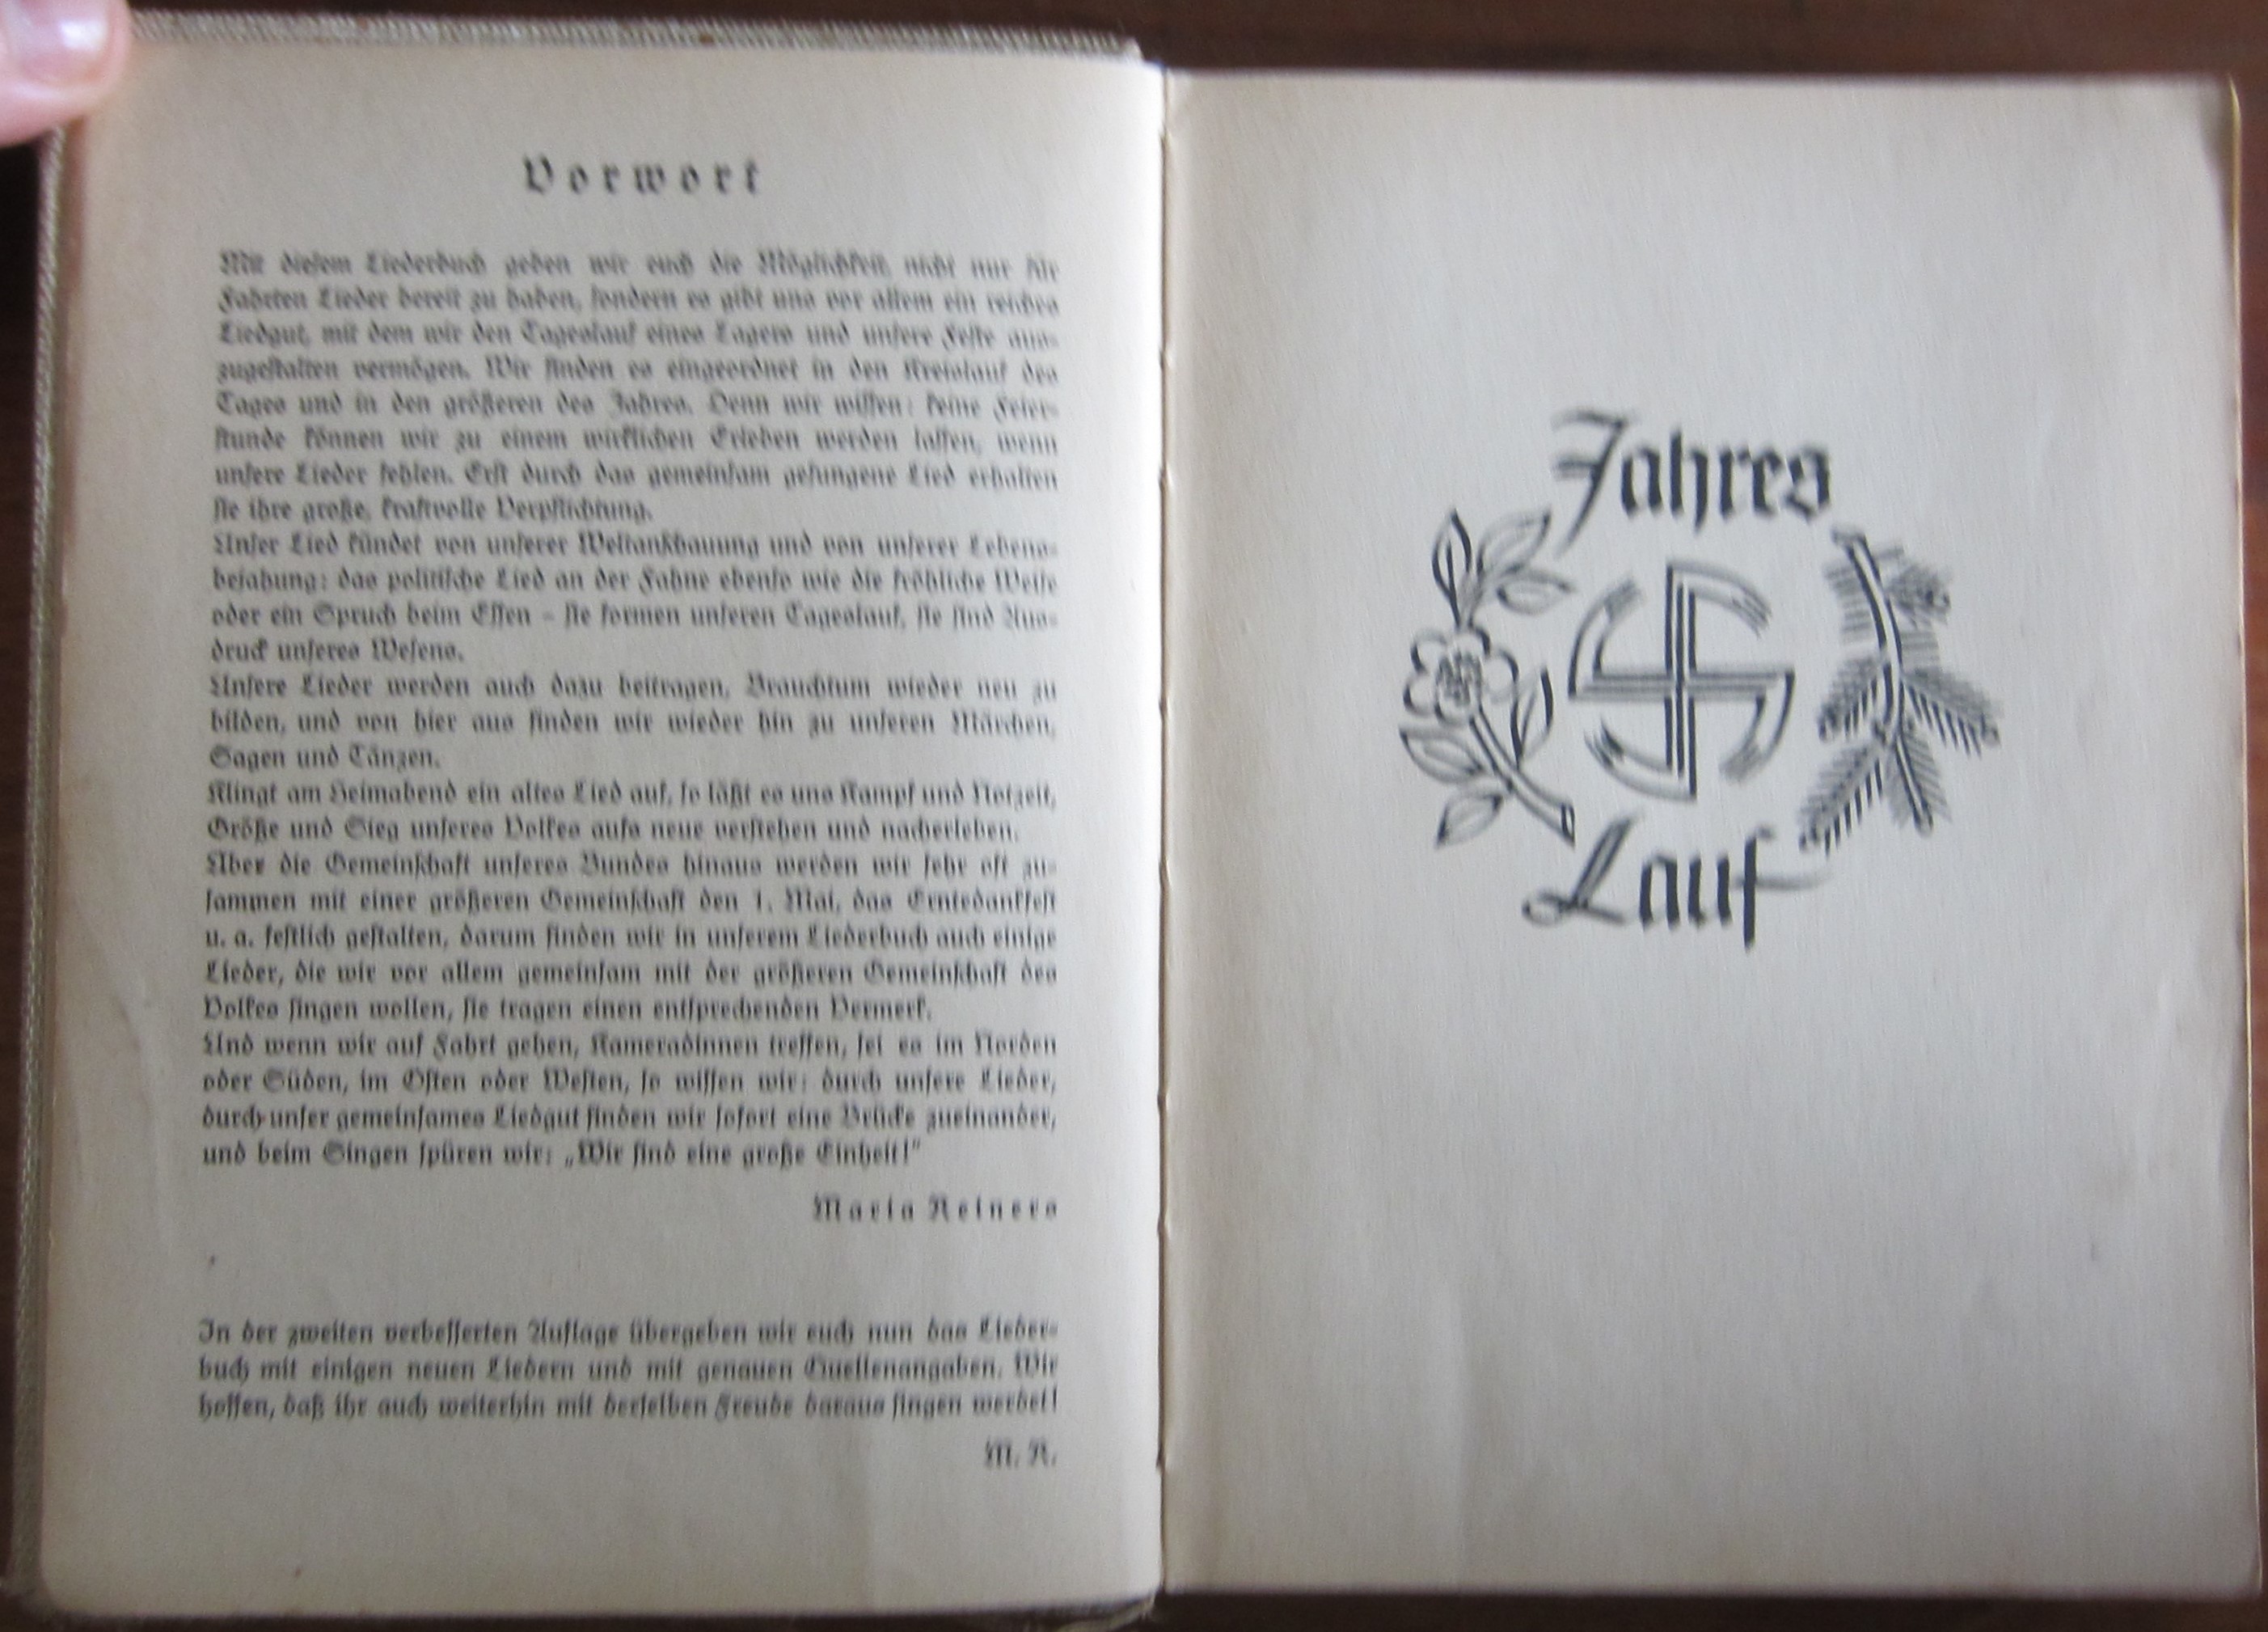 Vorwort
Mit diesem Liederbuch geben wir euch die Möglichkeit, nicht nur für
Fahrten Lieder bereit zu haben, sondern es gibt uns vor allem ein reiches
Liedgut, mit dem wir den Tageslauf eines Lagers und unsere Feste aus-
zugestalten vermögen. Wir finden es eingeordnet in den Kreislauf des
Tages und in den größeren des Jahres. Denn wir wissen: keine Feier-
stunde können wir zu einem wirklichen Erleben werden lassen, wenn
unsere Lieder fehlen. Erst durch das gemeinsam gesungene Lied erhalten
sie ihre große, kraftvolle Verpflichtung.
Unser Lied kündet von unserer Weltanschauung und von unserer Lebens-
bejahung: das politische Lied an der Fahne ebenso wie die fröhliche Weise
oder ein Spruch beim Essen – sie formen unseren Tageslauf, sie sind Aus-
druck unseres Wesens.
Unsere Lieder werden auch dazu beitragen, Brauchtum wieder neu zu
bilden, und von hier aus finden wir wieder hin zu unseren Märchen,
Sagen und Tänzen.
Klingt am Heimabend ein altes Lied auf, so läßt es uns Kampf und Notzeit,
Größe und Sieg unseres Volkes aufs neue verstehen und nacherleben.
Über die Gemeinschaft unseres Bundes hinaus werden wir sehr oft zu-
sammen mit einer größeren Gemeinschaft den 1. Mai, das Erntedankfest
u. a. festlich gestalten, darum finden wir in unserem Liederbuch auch einige
Lieder, die wir vor allem gemeinsam mit der größeren Gemeinschaft des
Volkes singen wollen, sie tragen einen entsprechenden Vermerk.
Und wenn wir auf Fahrt gehen, Kameradinnen treffen, sei es im Norden
oder Süden, im Osten oder Westen, so wissen wir: durch unsere Lieder,
durch unser gemeinsames Liedgut finden wir sofort eine Brücke zueinander,
und beim Singen spüren wir: „Wir sind eine große Einheit!“
Maria Reiners
In der zweiten verbesserten Auflage übergeben wir euch nun das Lieder-
buch mit einigen neuen Liedern und mit genauen Quellenangaben. Wir
hoffen, daß ihr auch weiterhin mit derselben Freude daraus singen werdet!
M. R.
Jahres
Lauf